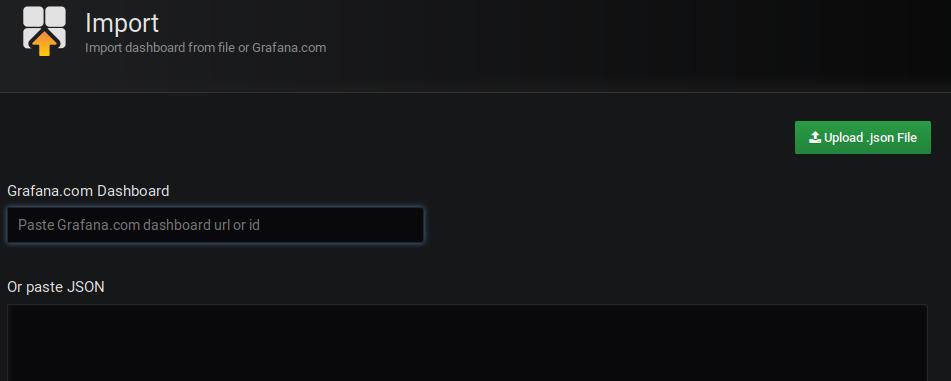 Import
Import dashboard from file or Grafana.com
Upload .json File
Grafana.com Dashboard
Paste Grafana.com dashboard url or id
Or paste JSON